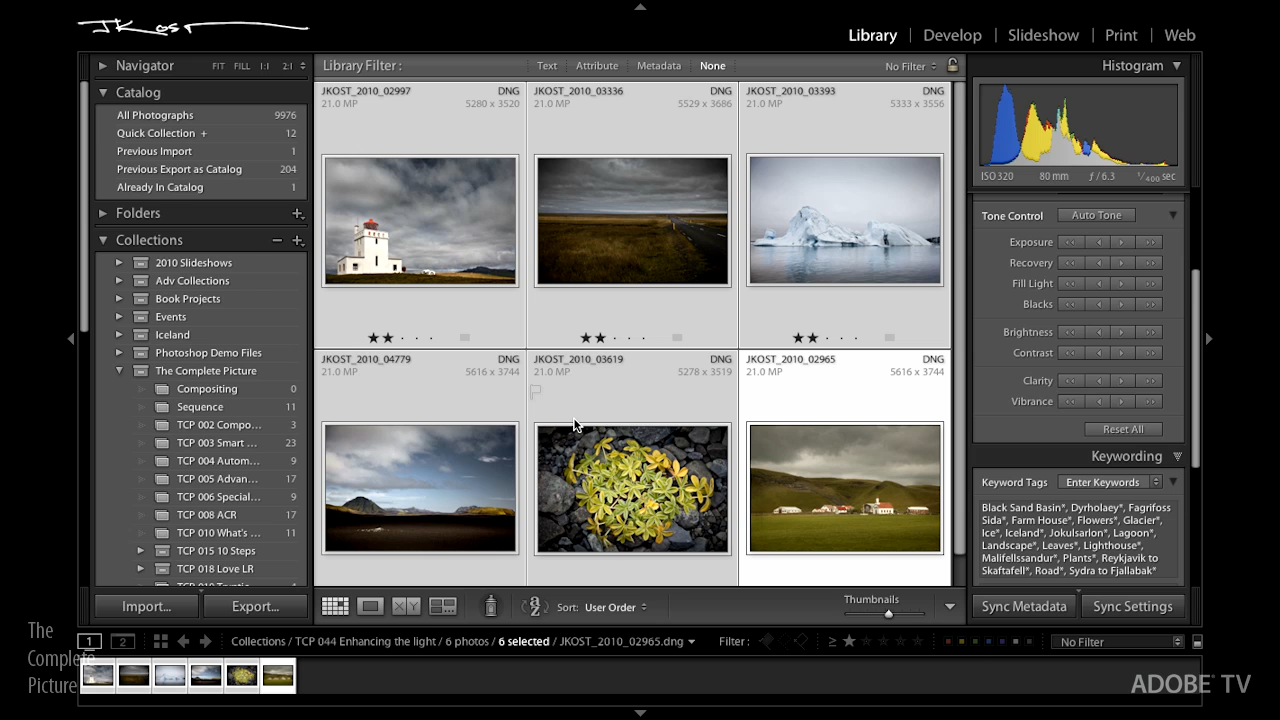 JKost
Library | Develop | Slideshow | Print | Web
Navigator FIT FILL 1:1 2:1
Library Filter : Text Attribute Metadata None No Filter
Histogram
Catalog
All Photographs 9976
Quick Collection + 12
Previous Import 1
Previous Export as Catalog 204
Already In Catalog 1
Folders
Collections
2010 Slideshows
Adv Collections
Book Projects
Events
Iceland
Photoshop Demo Files
The Complete Picture
Compositing 0
Sequence 11
TCP 002 Compo... 3
TCP 003 Smart ... 23
TCP 004 Autom... 9
TCP 005 Advan... 17
TCP 006 Special... 9
TCP 008 ACR 17
TCP 010 What's ... 17
TCP 015 10 Steps
TCP 018 Love LR
Import... Export...
JKOST_2010_02997 DNG
21.0 MP 5280 x 3520
JKOST_2010_03336 DNG
21.0 MP 5529 x 3686
JKOST_2010_03393 DNG
21.0 MP 5333 x 3556
JKOST_2010_04779 DNG
21.0 MP 5616 x 3744
JKOST_2010_03619 DNG
21.0 MP 5278 x 3519
JKOST_2010_02965 DNG
21.0 MP 5616 x 3744
X Y
Sort: User Order
Thumbnails
ISO 320 80 mm ƒ / 6.3 1/400 sec
Tone Control Auto Tone
Exposure
Recovery
Fill Light
Blacks
Brightness
Contrast
Clarity
Vibrance
Reset All
Keywording
Keyword Tags Enter Keywords
Black Sand Basin*, Dyrholaey*, Fagrifoss
Sida*, Farm House*, Flowers*, Glacier*,
Ice*, Iceland*, Jokulsarlon*, Lagoon*,
Landscape*, Leaves*, Lighthouse*,
Malifellssandur*, Plants*, Reykjavik to
Skaftafell*, Road*, Sydra to Fjallabak*
Sync Metadata Sync Settings
1 2 Collections / TCP 044 Enhancing the light / 6 photos / 6 selected / JKOST_2010_02965.dng Filter : ≥ No Filter
The
Complete
Picture
ADOBE TV